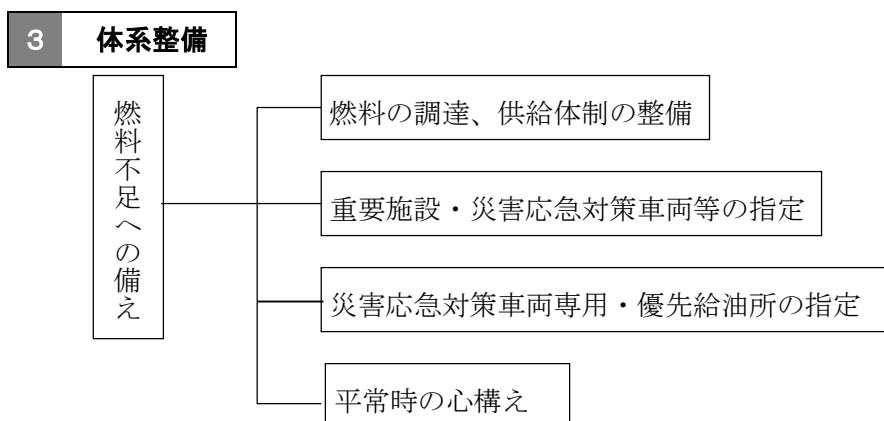 ３ 体系整備
燃料不足への備え
燃料の調達、供給体制の整備
重要施設・災害応急対策車両等の指定
災害応急対策車両専用・優先給油所の指定
平常時の心構え